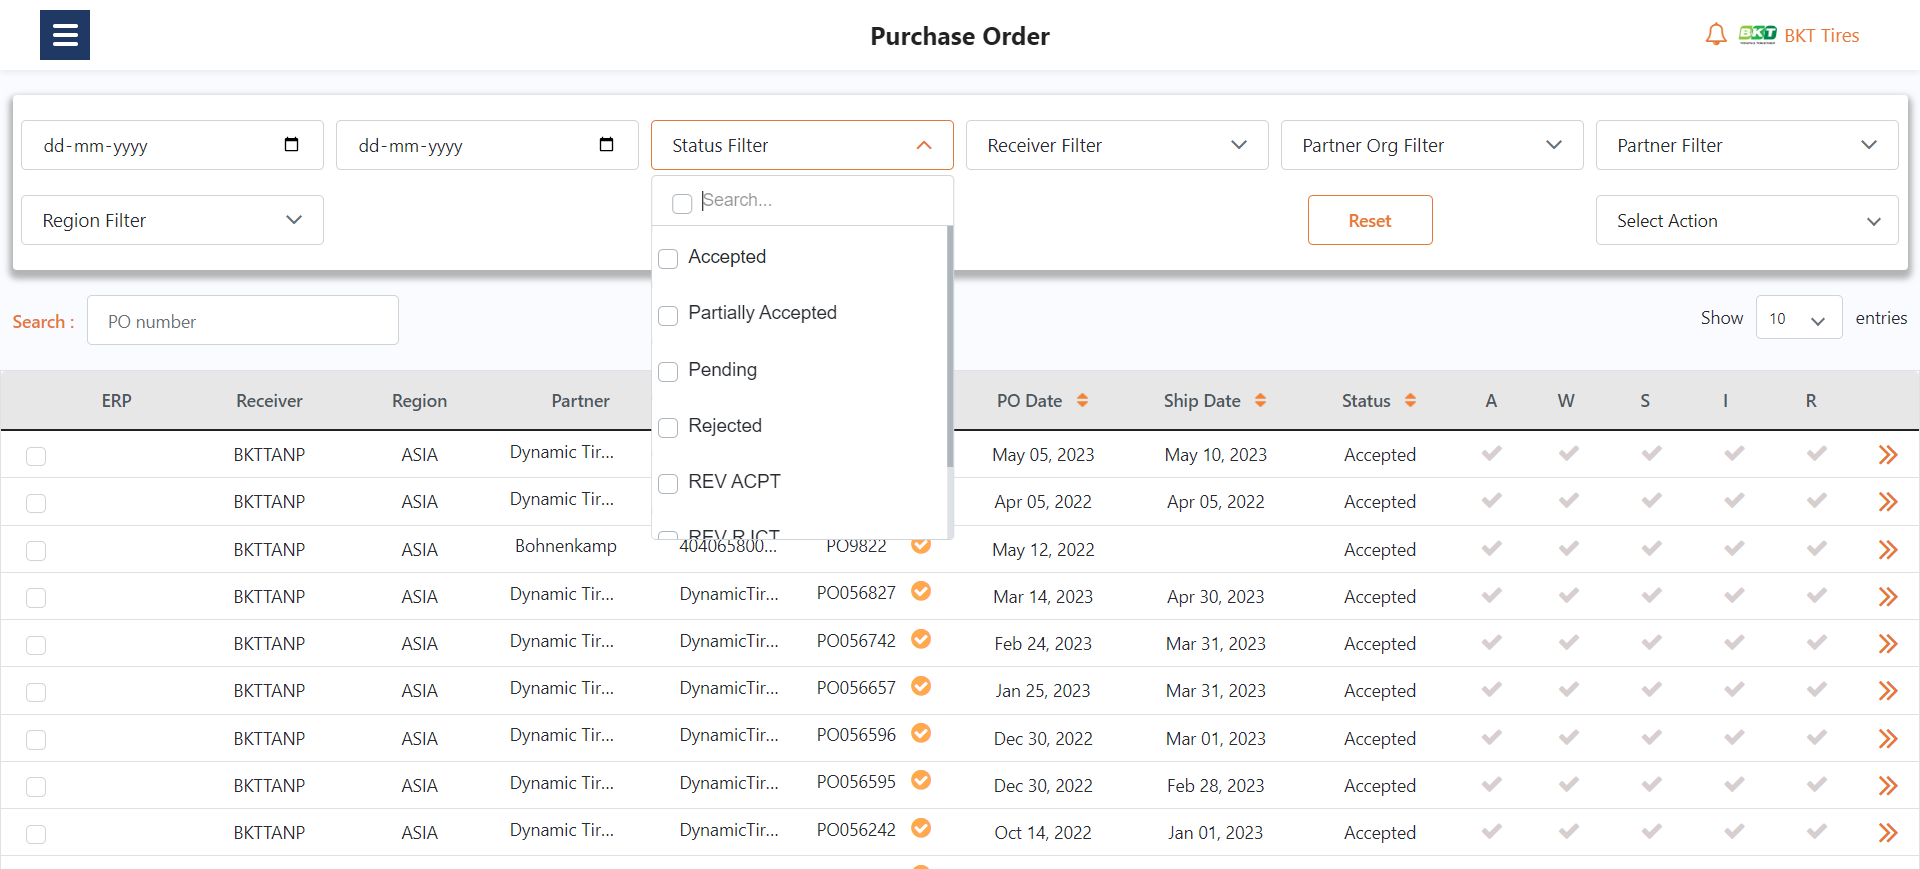 Purchase Order
BKT BKT Tires
dd-mm-yyyy dd-mm-yyyy Status Filter Receiver Filter Partner Org Filter Partner Filter
Region Filter Search... Reset Select Action
Accepted
Partially Accepted
Search : PO number Show 10 entries
Pending
ERP Receiver Region Partner PO Date Ship Date Status A W S I R
Rejected
BKTTANP ASIA Dynamic Tir... May 05, 2023 May 10, 2023 Accepted
REV ACPT
BKTTANP ASIA Dynamic Tir... Apr 05, 2022 Apr 05, 2022 Accepted
REV RJCT
BKTTANP ASIA Bohnenkamp 404065800... PO9822 May 12, 2022 Accepted
BKTTANP ASIA Dynamic Tir... DynamicTir... PO056827 Mar 14, 2023 Apr 30, 2023 Accepted
BKTTANP ASIA Dynamic Tir... DynamicTir... PO056742 Feb 24, 2023 Mar 31, 2023 Accepted
BKTTANP ASIA Dynamic Tir... DynamicTir... PO056657 Jan 25, 2023 Mar 31, 2023 Accepted
BKTTANP ASIA Dynamic Tir... DynamicTir... PO056596 Dec 30, 2022 Mar 01, 2023 Accepted
BKTTANP ASIA Dynamic Tir... DynamicTir... PO056595 Dec 30, 2022 Feb 28, 2023 Accepted
BKTTANP ASIA Dynamic Tir... DynamicTir... PO056242 Oct 14, 2022 Jan 01, 2023 Accepted